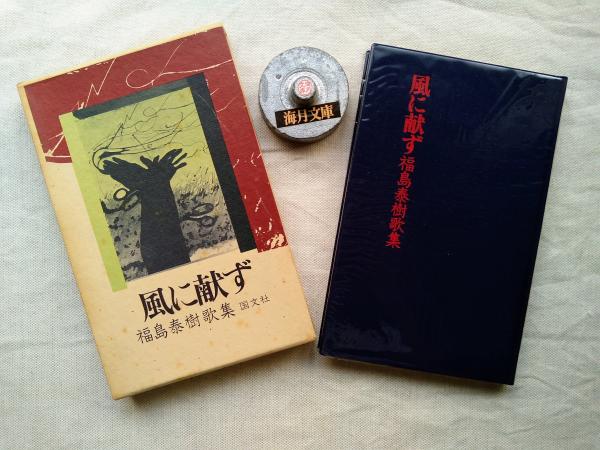 風に献ず
福島泰樹歌集 国文社
海月文庫
風に献ず 福島泰樹歌集